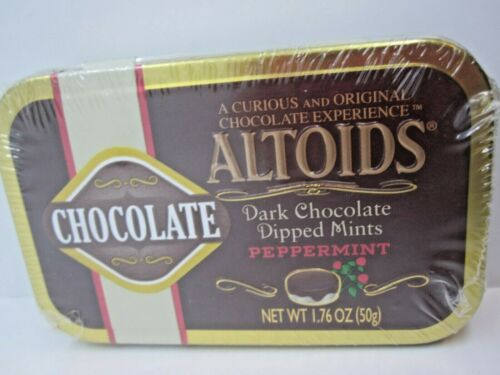 A CURIOUS AND ORIGINAL
CHOCOLATE EXPERIENCE™
ALTOIDS®
CHOCOLATE
Dark Chocolate
Dipped Mints
PEPPERMINT
NET WT 1.76 OZ (50g)